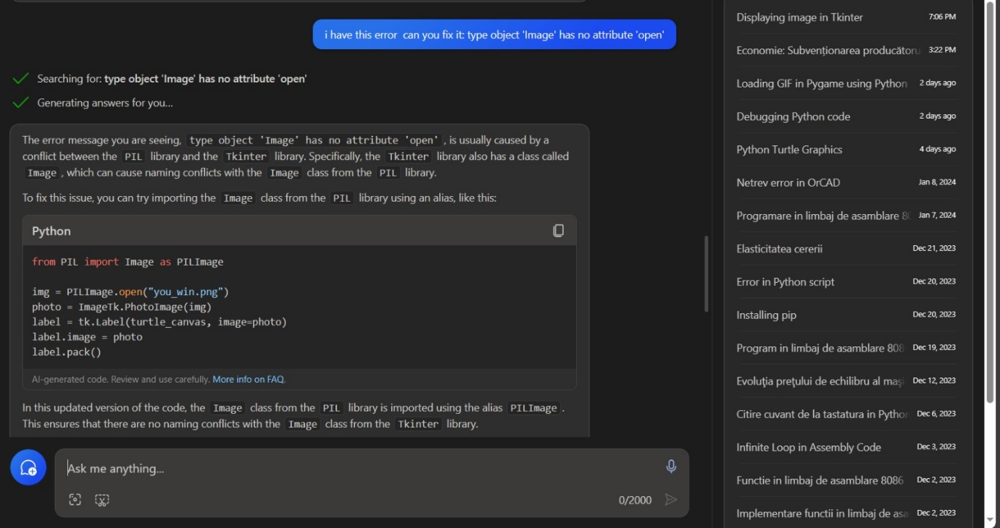 i have this error can you fix it: type object 'Image' has no attribute 'open'
Searching for: type object 'Image' has no attribute 'open'
Generating answers for you...
The error message you are seeing, type object 'Image' has no attribute 'open' , is usually caused by a
conflict between the PIL library and the Tkinter library. Specifically, the Tkinter library also has a class called
Image , which can cause naming conflicts with the Image class from the PIL library.
To fix this issue, you can try importing the Image class from the PIL library using an alias, like this:
Python
from PIL import Image as PILImage
img = PILImage.open("you_win.png")
photo = ImageTk.PhotoImage(img)
label = tk.Label(turtle_canvas, image=photo)
label.image = photo
label.pack()
AI-generated code. Review and use carefully. More info on FAQ.
In this updated version of the code, the Image class from the PIL library is imported using the alias PILImage .
This ensures that there are no naming conflicts with the Image class from the Tkinter library.
Ask me anything...
0/2000
Displaying image in Tkinter 7:06 PM
Economie: Subvenționarea producătoru 3:22 PM
Loading GIF in Pygame using Python 2 days ago
Debugging Python code 2 days ago
Python Turtle Graphics 4 days ago
Netrev error in OrCAD Jan 8, 2024
Programare in limbaj de asamblare 8 Jan 7, 2024
Elasticitatea cererii Dec 21, 2023
Error in Python script Dec 20, 2023
Installing pip Dec 20, 2023
Program in limbaj de asamblare 808 Dec 19, 2023
Evoluția prețului de echilibru al mași Dec 12, 2023
Citire cuvant de la tastatura in Python Dec 6, 2023
Infinite Loop in Assembly Code Dec 3, 2023
Functie in limbaj de asamblare 8086 Dec 2, 2023
Implementare functii in limbaj de asa Dec 2, 2023